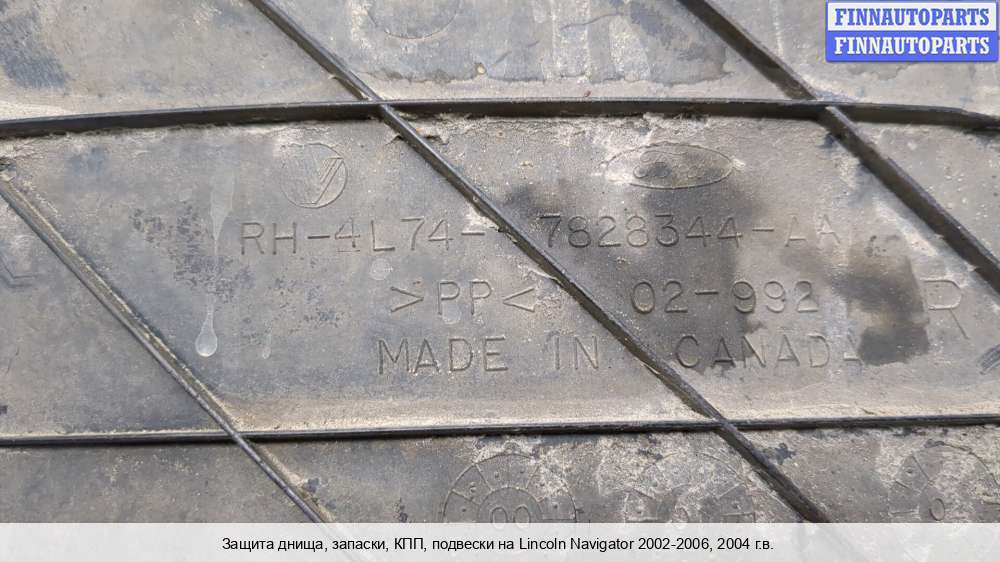 FINNAUTOPARTS
FINNAUTOPARTS
RH-4L74- 7828344-AA
>PP< 02-992 R
MADE IN CANADA
00
Защита днища, запаски, КПП, подвески на Lincoln Navigator 2002-2006, 2004 г.в.